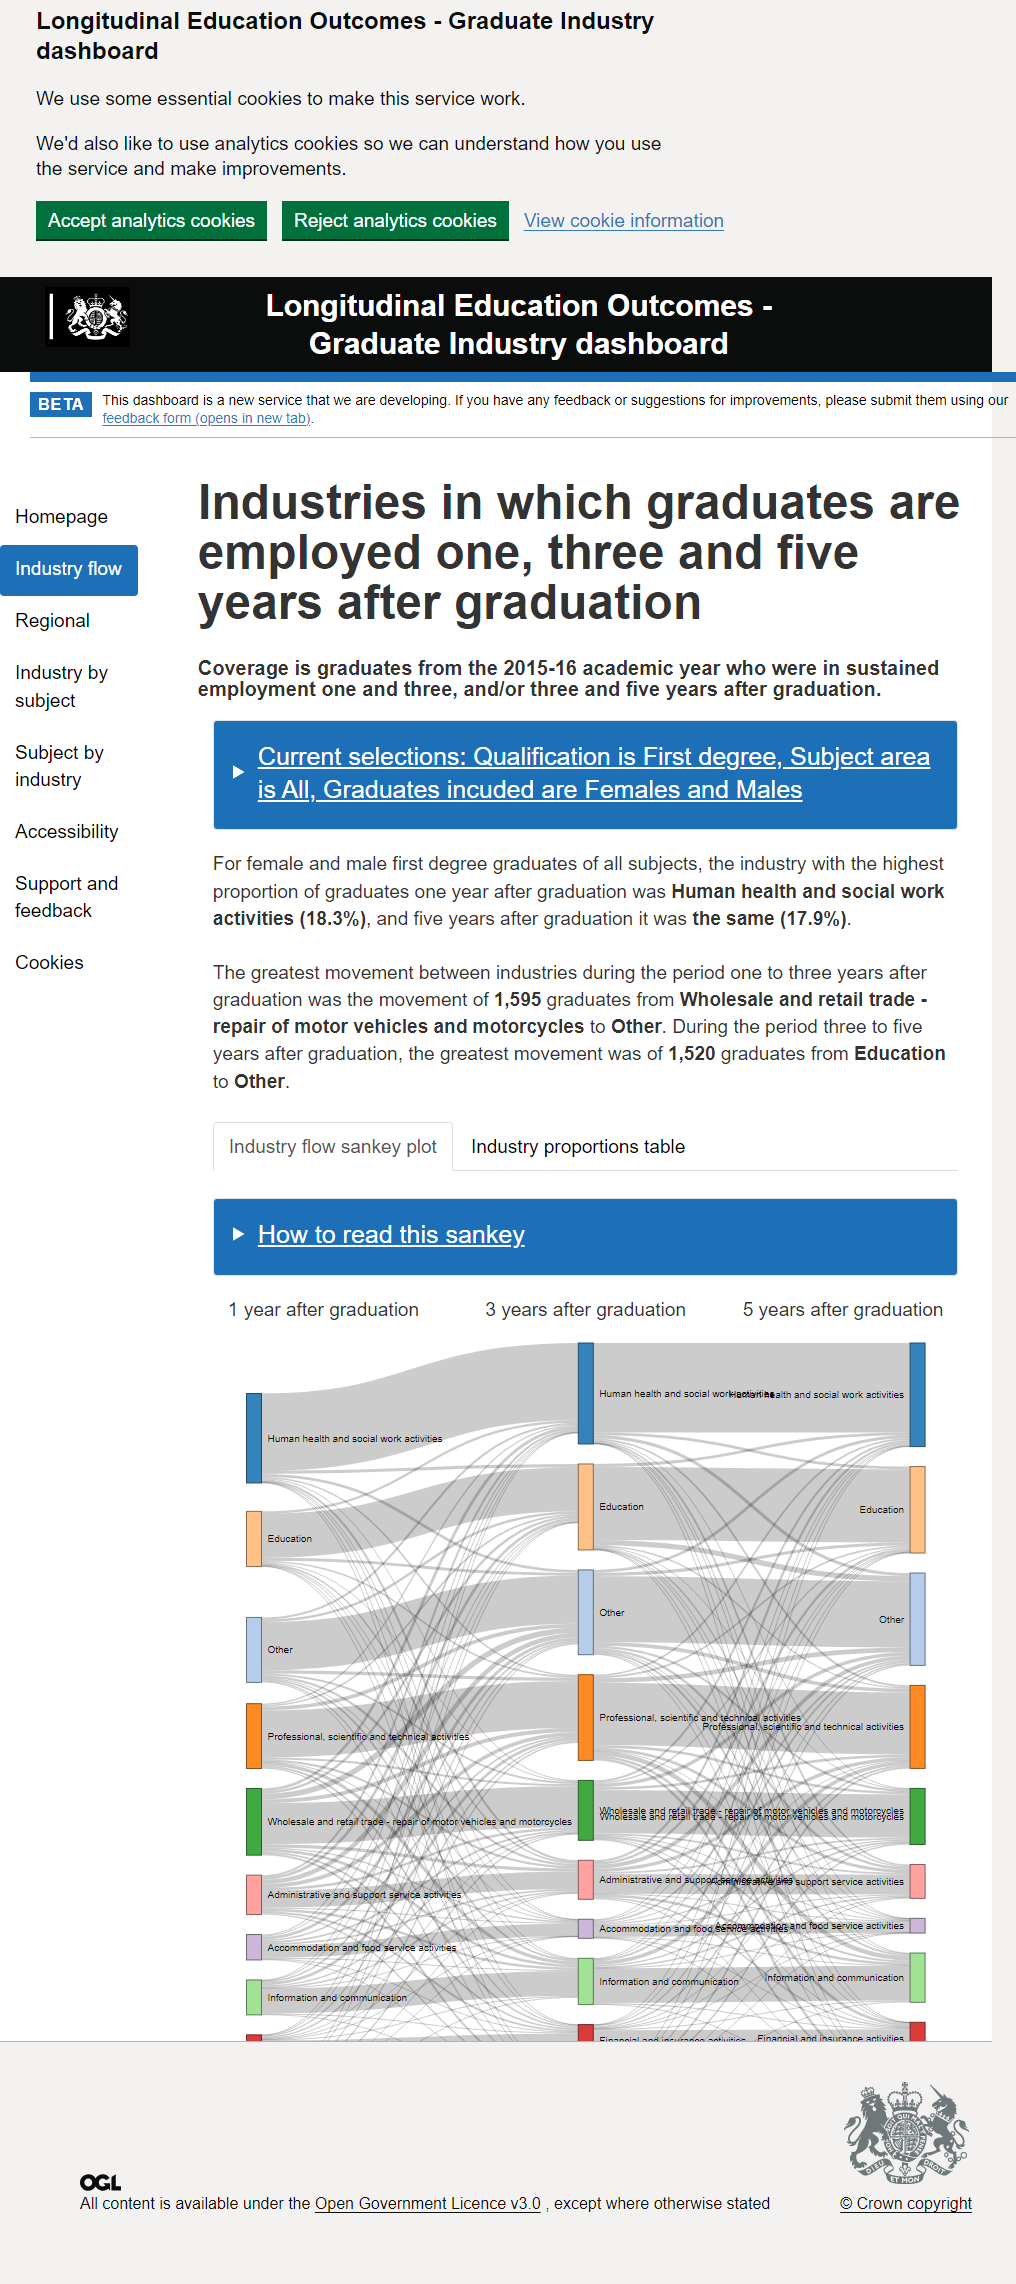 Longitudinal Education Outcomes - Graduate Industry
dashboard
We use some essential cookies to make this service work.
We'd also like to use analytics cookies so we can understand how you use
the service and make improvements.
Accept analytics cookies Reject analytics cookies View cookie information
Longitudinal Education Outcomes -
Graduate Industry dashboard
BETA This dashboard is a new service that we are developing. If you have any feedback or suggestions for improvements, please submit them using our
feedback form (opens in new tab).
Homepage
Industry flow
Regional
Industry by
subject
Subject by
industry
Accessibility
Support and
feedback
Cookies
Industries in which graduates are
employed one, three and five
years after graduation
Coverage is graduates from the 2015-16 academic year who were in sustained
employment one and three, and/or three and five years after graduation.
Current selections: Qualification is First degree, Subject area
is All, Graduates incuded are Females and Males
For female and male first degree graduates of all subjects, the industry with the highest
proportion of graduates one year after graduation was Human health and social work
activities (18.3%), and five years after graduation it was the same (17.9%).
The greatest movement between industries during the period one to three years after
graduation was the movement of 1,595 graduates from Wholesale and retail trade -
repair of motor vehicles and motorcycles to Other. During the period three to five
years after graduation, the greatest movement was of 1,520 graduates from Education
to Other.
Industry flow sankey plot Industry proportions table
How to read this sankey
1 year after graduation 3 years after graduation 5 years after graduation
Human health and social work activities Human health and social work activities
Human health and social work activities
Education Education
Education
Other Other
Other
Professional, scientific and technical activities Professional, scientific and technical activities
Professional, scientific and technical activities
Wholesale and retail trade - repair of motor vehicles and motorcycles
Wholesale and retail trade - repair of motor vehicles and motorcycles
Wholesale and retail trade - repair of motor vehicles and motorcycles
Administrative and support service activities Administrative and support service activities
Administrative and support service activities
Accommodation and food service activities Accommodation and food service activities
Accommodation and food service activities
Information and communication Information and communication
Information and communication
Financial and insurance activities Financial and insurance activities
OGL
All content is available under the Open Government Licence v3.0 , except where otherwise stated
© Crown copyright